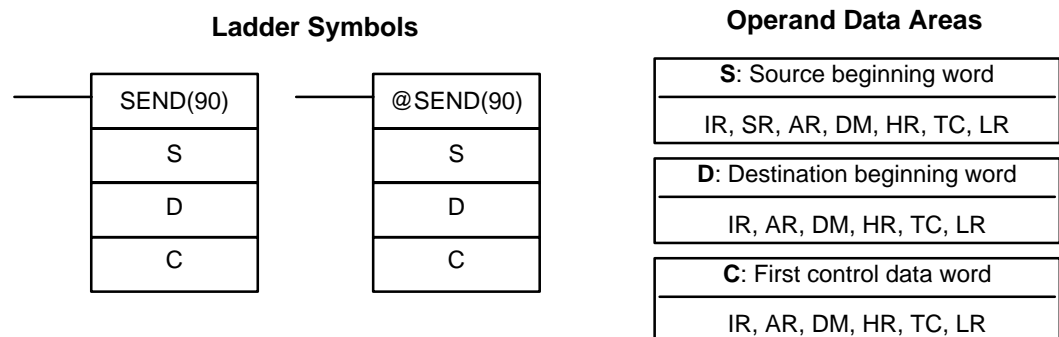 Ladder Symbols
SEND(90)
S
D
C
@SEND(90)
S
D
C
Operand Data Areas
S: Source beginning word
IR, SR, AR, DM, HR, TC, LR
D: Destination beginning word
IR, AR, DM, HR, TC, LR
C: First control data word
IR, AR, DM, HR, TC, LR